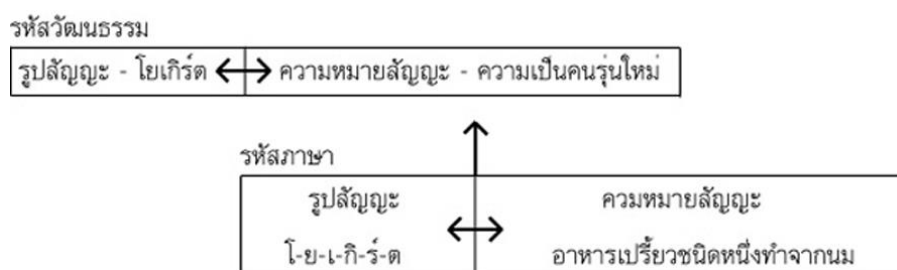 รหัสวัฒนธรรม
รูปสัญญะ - โยเกิร์ต ความหมายสัญญะ - ความเป็นคนรุ่นใหม่
รหัสภาษา
รูปสัญญะ ควมหมายสัญญะ
โ-ย-เ-กิ-ร์-ต อาหารเปรี้ยวชนิดหนึ่งทำจากนม